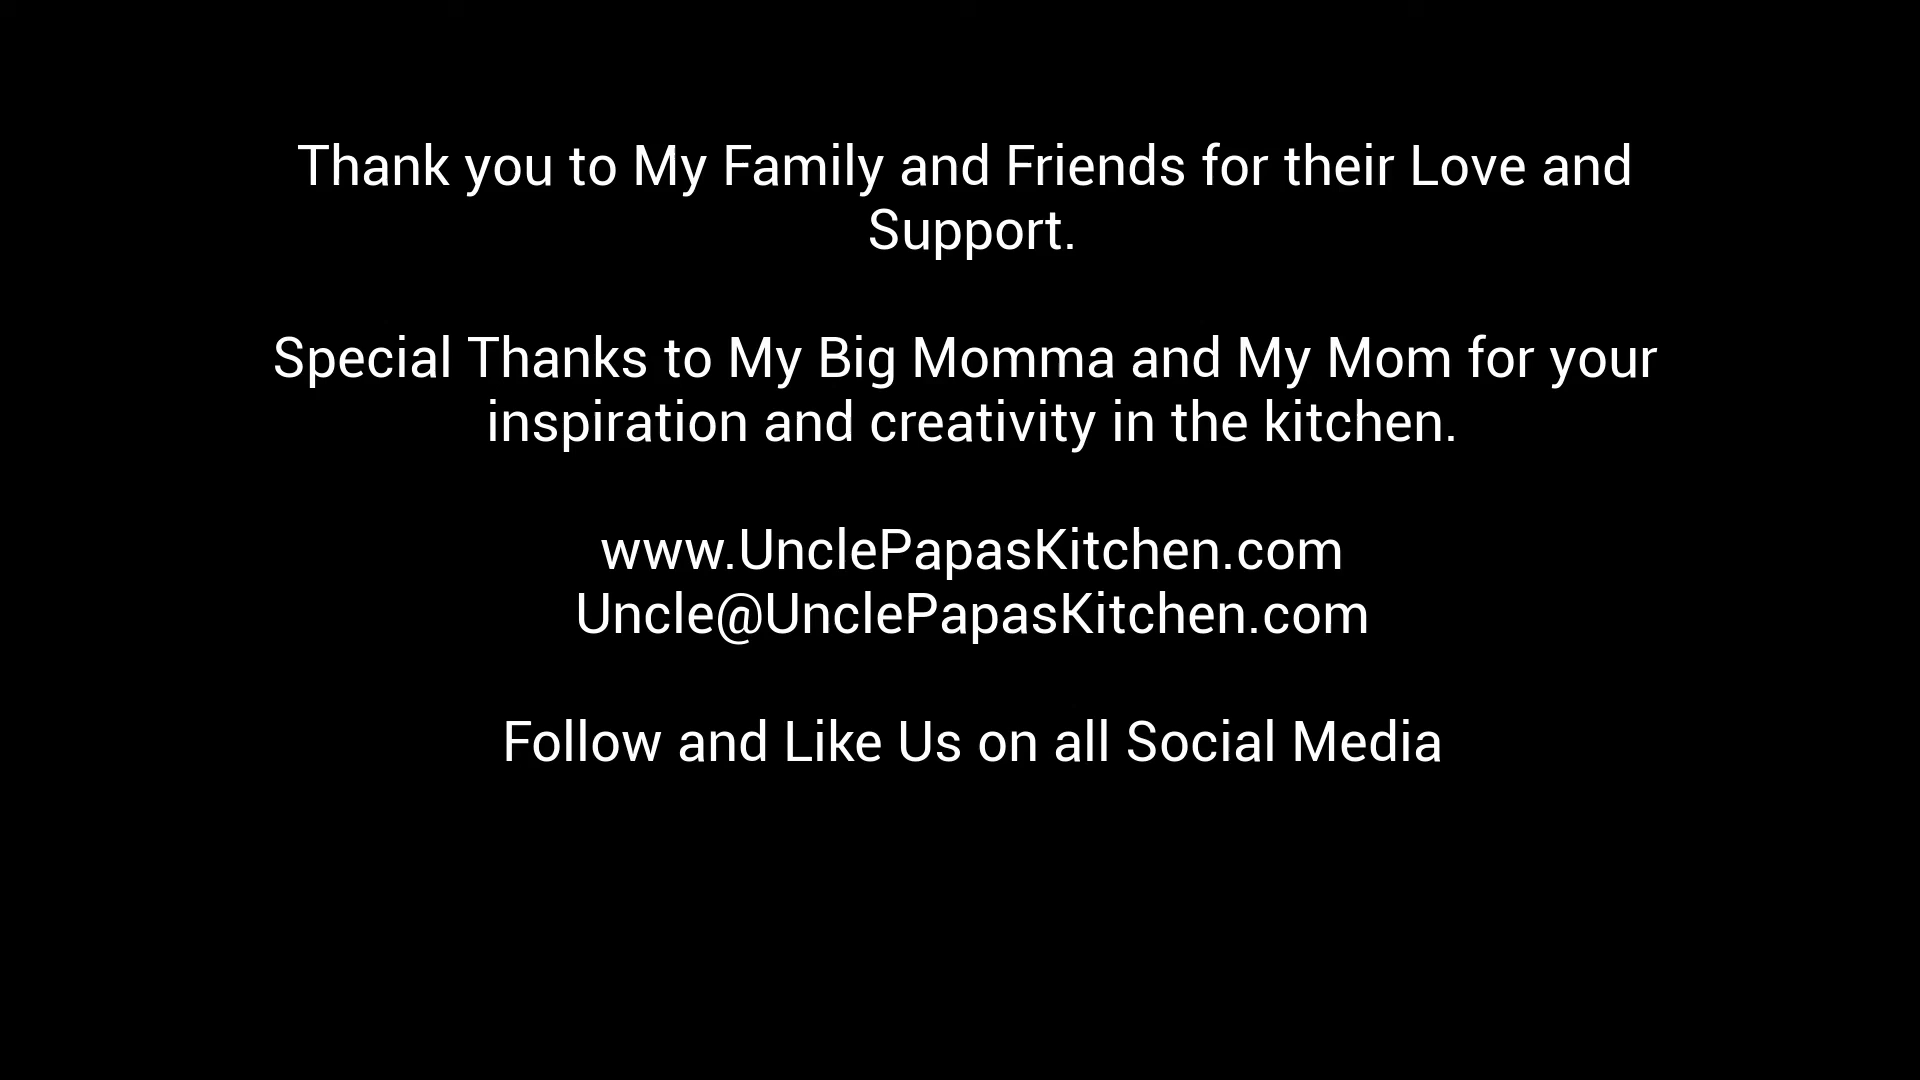 Thank you to My Family and Friends for their Love and
Support.
Special Thanks to My Big Momma and My Mom for your
inspiration and creativity in the kitchen.
www.UnclePapasKitchen.com
Uncle@UnclePapasKitchen.com
Follow and Like Us on all Social Media